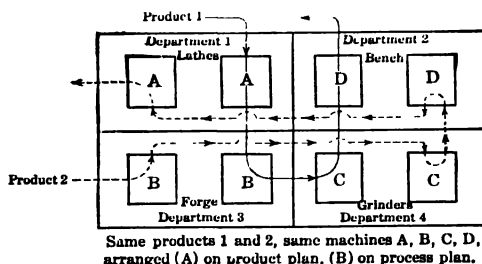 Product 1
Department 1
Lathes
Department 2
Bench
A
A
D
D
Product 2
B
B
C
C
Forge
Department 3
Grinders
Department 4
Same products 1 and 2, same machines A, B, C, D,
arranged (A) on product plan, (B) on process plan.